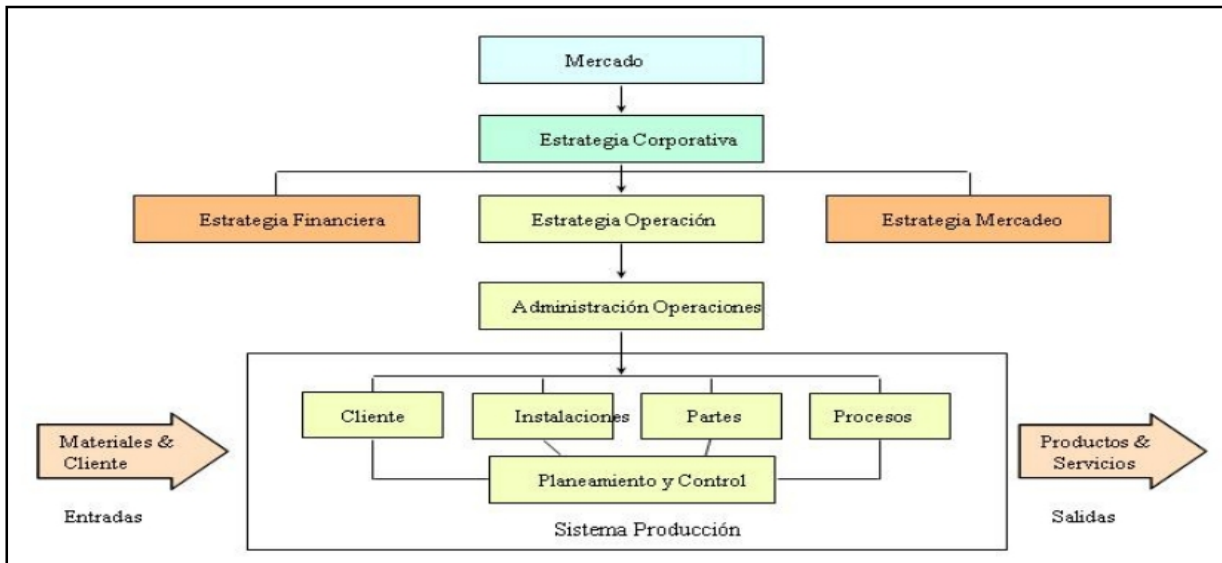 Mercado
Estrategia Corporativa
Estrategia Financiera
Estrategia Operación
Estrategia Mercadeo
Administración Operaciones
Cliente
Instalaciones
Partes
Procesos
Materiales &
Cliente
Planeamiento y Control
Productos &
Servicios
Entradas
Sistema Producción
Salidas